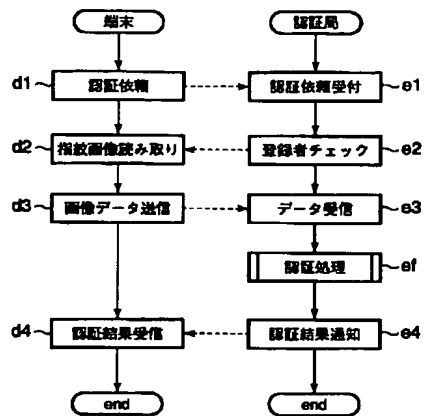 端末 認証局
d1 認証依頼 認証依頼受付 e1
d2 指紋画像読み取り 登録者チェック e2
d3 画像データ送信 データ受信 e3
認証処理 ef
d4 認証結果受信 認証結果通知 e4
end end